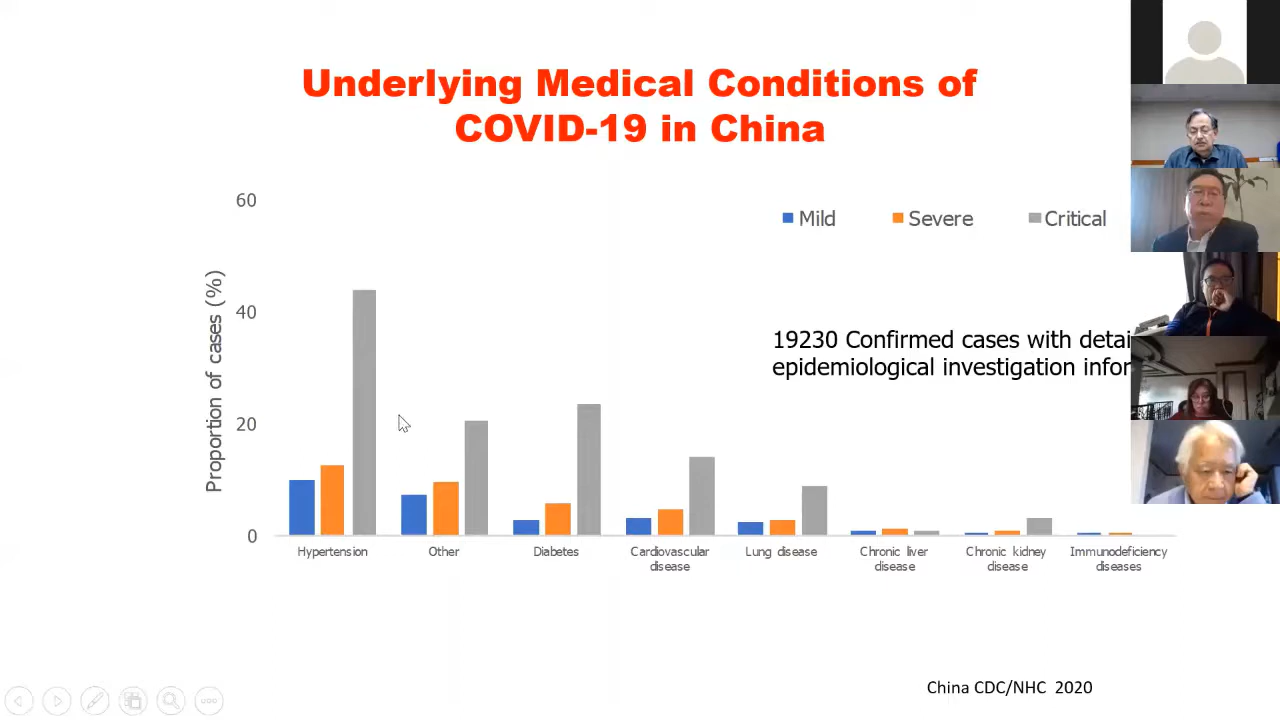 Underlying Medical Conditions of
COVID-19 in China
60
40
20
0
Proportion of cases (%)
Mild
Severe
Critical
19230 Confirmed cases with
epidemiological investigation
Hypertension
Other
Diabetes
Cardiovascular
disease
Lung disease
Chronic liver
disease
Chronic kidney
disease
Immunodeficiency
diseases
China CDC/NHC 2020